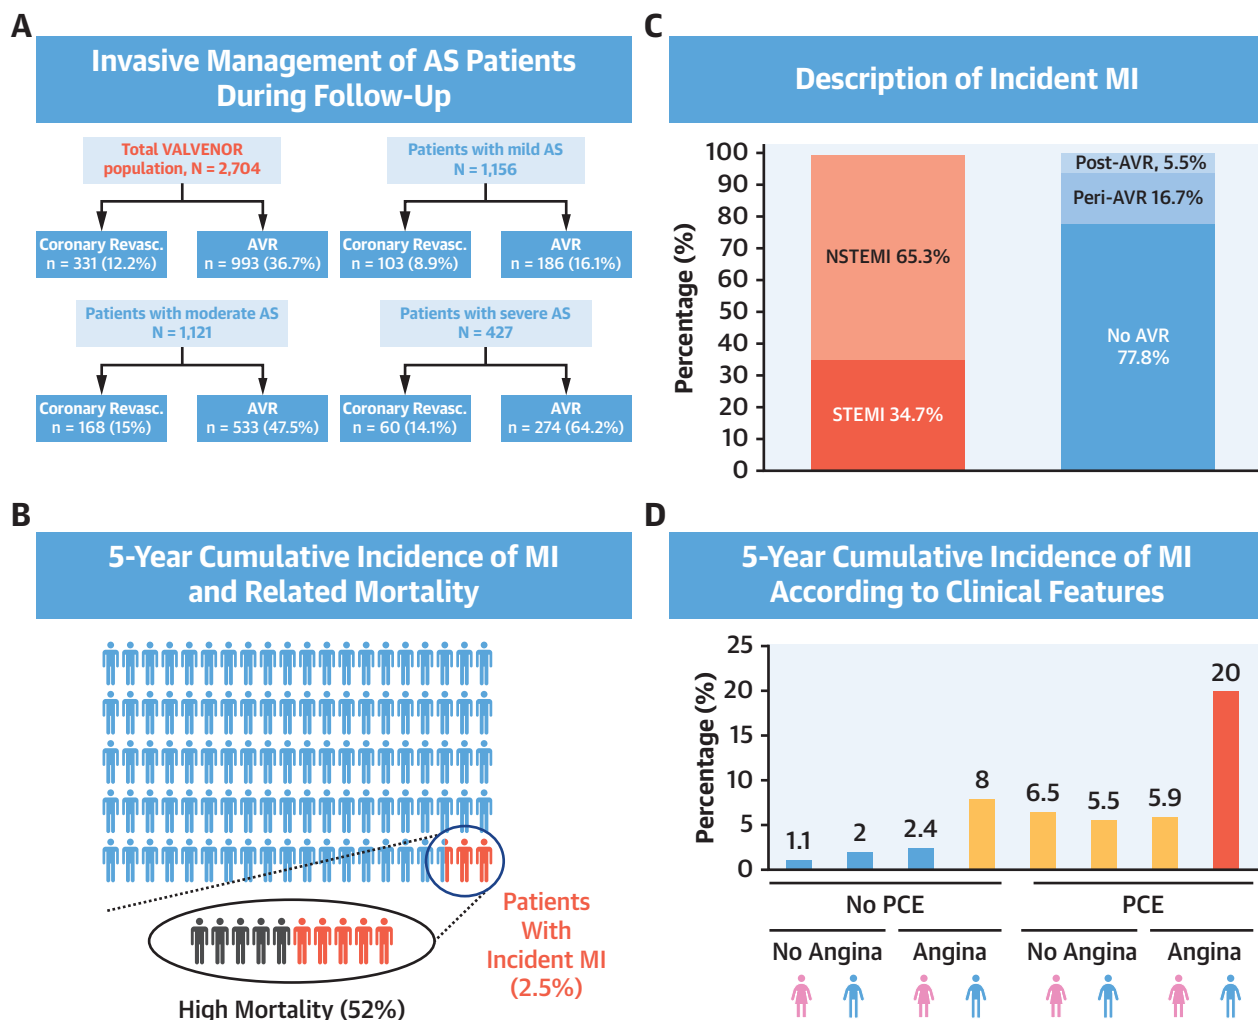 A
Invasive Management of AS Patients
During Follow-Up
Total VALVENOR
population, N = 2,704
Coronary Revasc.
n = 331 (12.2%)
AVR
n = 993 (36.7%)
Patients with mild AS
N = 1,156
Coronary Revasc.
n = 103 (8.9%)
AVR
n = 186 (16.1%)
Patients with moderate AS
N = 1,121
Coronary Revasc.
n = 168 (15%)
AVR
n = 533 (47.5%)
Patients with severe AS
N = 427
Coronary Revasc.
n = 60 (14.1%)
AVR
n = 274 (64.2%)
B
5-Year Cumulative Incidence of MI
and Related Mortality
Patients
With
Incident MI
(2.5%)
High Mortality (52%)
C
Description of Incident MI
Percentage (%)
100
90
80
70
60
50
40
30
20
10
0
NSTEMI 65.3%
STEMI 34.7%
Post-AVR, 5.5%
Peri-AVR 16.7%
No AVR
77.8%
D
5-Year Cumulative Incidence of MI
According to Clinical Features
Percentage (%)
25
20
15
10
5
0
1.1
2
2.4
8
6.5
5.5
5.9
20
No PCE
PCE
No Angina
Angina
No Angina
Angina